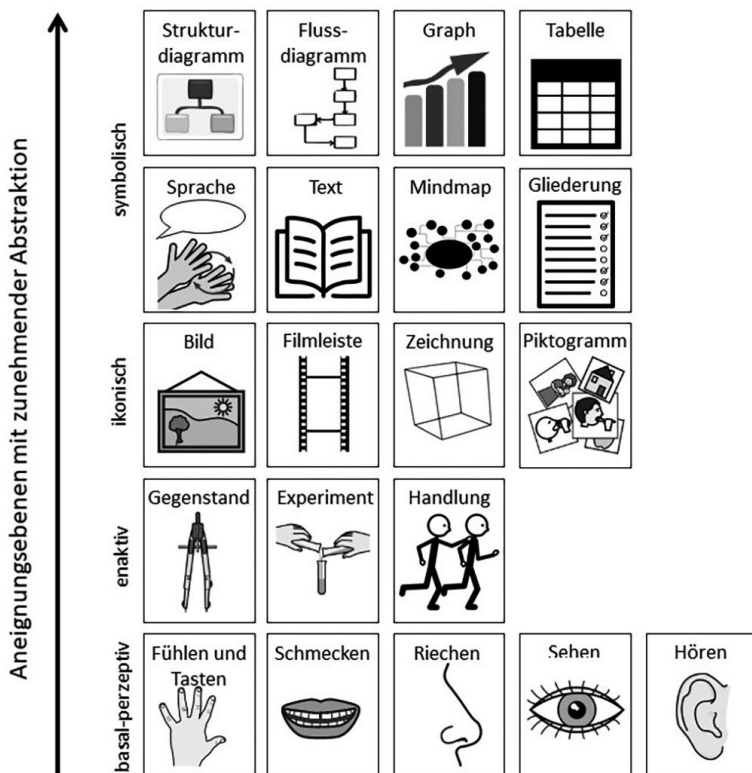 Aneignungsebenen mit zunehmender Abstraktion
symbolisch
Struktur-
diagramm
Fluss-
diagramm
Graph
Tabelle
Sprache
Text
Mindmap
Gliederung
ikonisch
Bild
Filmleiste
Zeichnung
Piktogramm
enaktiv
Gegenstand
Experiment
Handlung
basal-perzeptiv
Fühlen und
Tasten
Schmecken
Riechen
Sehen
Hören